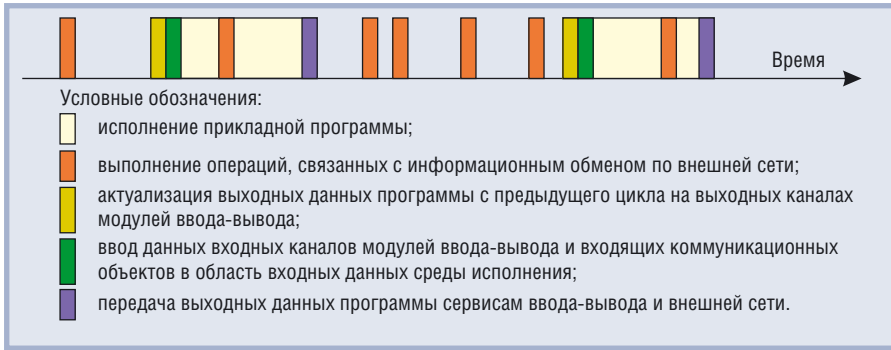 Время
Условные обозначения:
исполнение прикладной программы;
выполнение операций, связанных с информационным обменом по внешней сети;
актуализация выходных данных программы с предыдущего цикла на выходных каналах
модулей ввода-вывода;
ввод данных входных каналов модулей ввода-вывода и входящих коммуникационных
объектов в область входных данных среды исполнения;
передача выходных данных программы сервисам ввода-вывода и внешней сети.